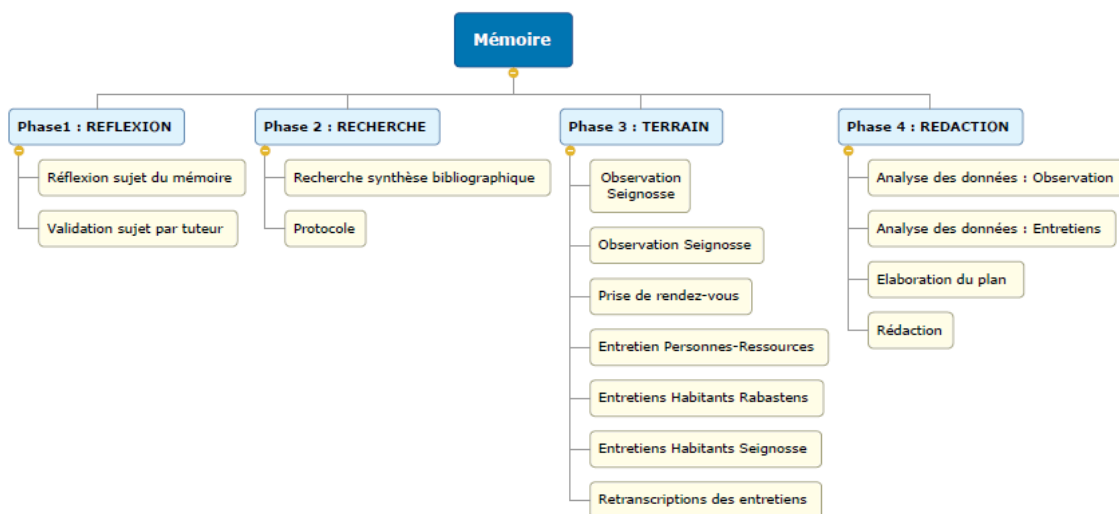 Mémoire
Phase1 : REFLEXION
Réflexion sujet du mémoire
Validation sujet par tuteur
Phase 2 : RECHERCHE
Recherche synthèse bibliographique
Protocole
Phase 3 : TERRAIN
Observation
Seignosse
Observation Seignosse
Prise de rendez-vous
Entretien Personnes-Ressources
Entretiens Habitants Rabastens
Entretiens Habitants Seignosse
Retranscriptions des entretiens
Phase 4 : REDACTION
Analyse des données : Observation
Analyse des données : Entretiens
Elaboration du plan
Rédaction